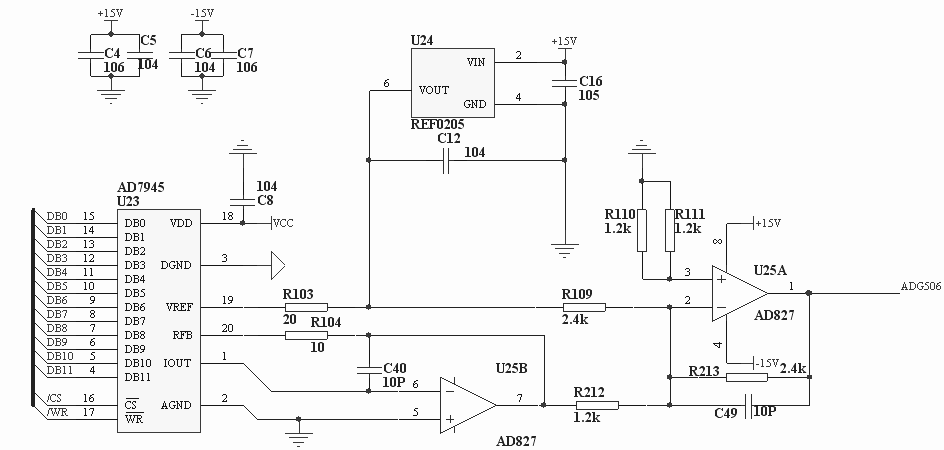 +15V
-15V
C4
106
C5
104
C6
104
C7
106
U24
VIN
2
+15V
6
VOUT
C16
105
GND
4
REF0205
C12
104
AD7945
U23
104
C8
DB0 15 DB0 VDD 18 VCC
DB1 14 DB1
DB2 13 DB2
DB3 12 DB3 DGND 3
DB4 11 DB4
DB5 10 DB5
DB6 9 DB6 VREF 19
DB7 8 DB7
DB8 7 DB8 RFB 20
DB9 6 DB9
DB10 5 DB10 IOUT 1
DB11 4 DB11
/CS 16 CS AGND 2
/WR 17 WR
R103
20
R104
10
C40
10P
R109
2.4k
R110
1.2k
R111
1.2k
8
+15V
U25A
3
+
2
−
1
ADG506
AD827
4
-15V
R213
2.4k
C49
10P
U25B
6
−
5
+
7
AD827
R212
1.2k